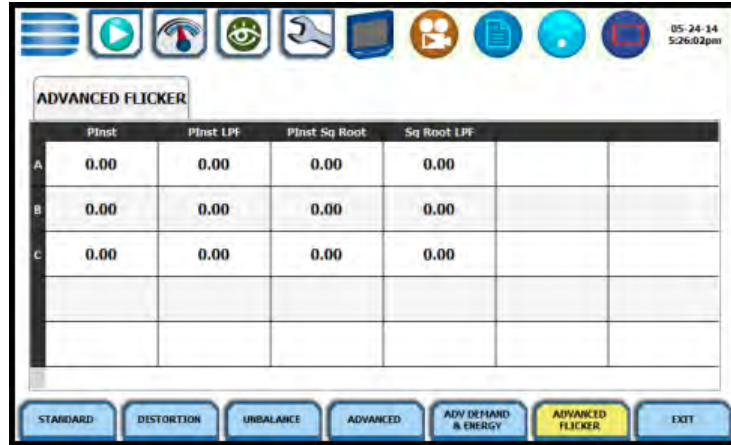 05-24-14
5:26:02pm
ADVANCED FLICKER
PInst PInst LPF PInst Sq Root Sq Root LPF
A 0.00 0.00 0.00 0.00
B 0.00 0.00 0.00 0.00
C 0.00 0.00 0.00 0.00
STANDARD DISTORTION UNBALANCE ADVANCED ADV DEMAND & ENERGY ADVANCED FLICKER EXIT